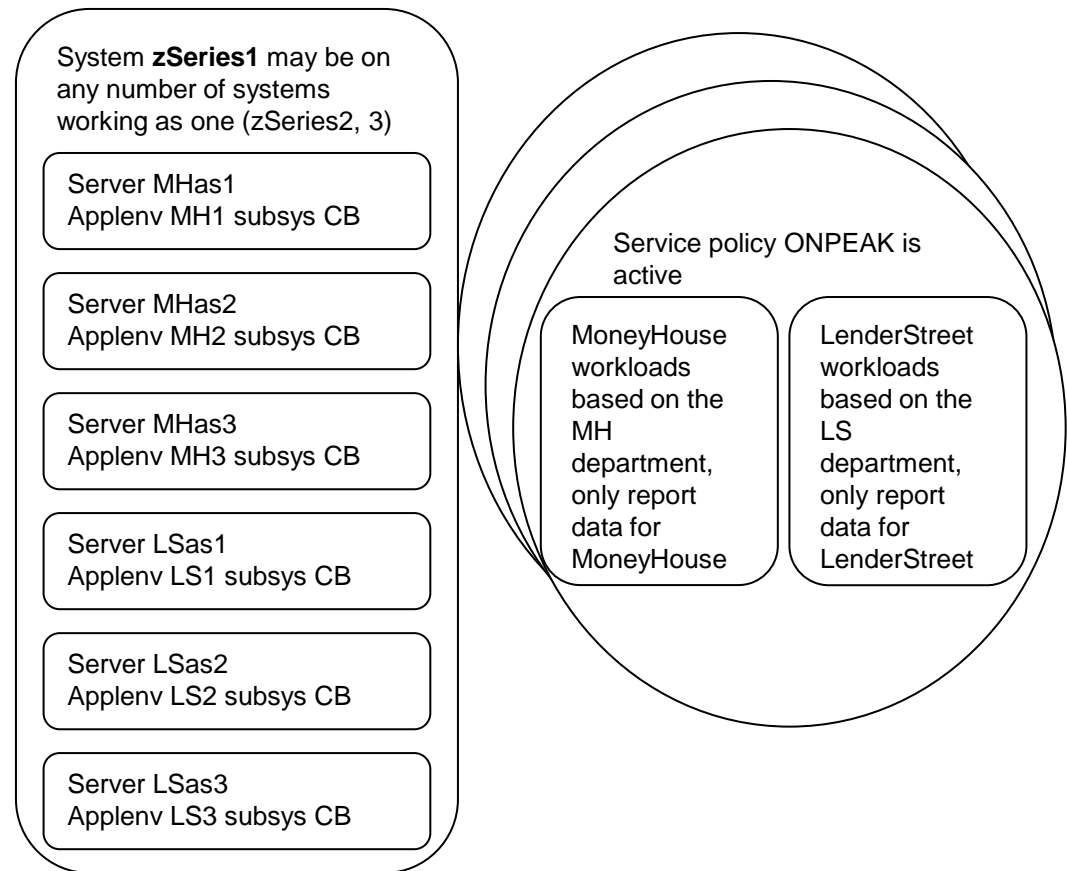 System zSeries1 may be on
any number of systems
working as one (zSeries2, 3)
Server MHas1
Applenv MH1 subsys CB
Server MHas2
Applenv MH2 subsys CB
Server MHas3
Applenv MH3 subsys CB
Server LSas1
Applenv LS1 subsys CB
Server LSas2
Applenv LS2 subsys CB
Server LSas3
Applenv LS3 subsys CB
Service policy ONPEAK is
active
MoneyHouse
workloads
based on the
MH
department,
only report
data for
MoneyHouse
LenderStreet
workloads
based on the
LS
department,
only report
data for
LenderStreet